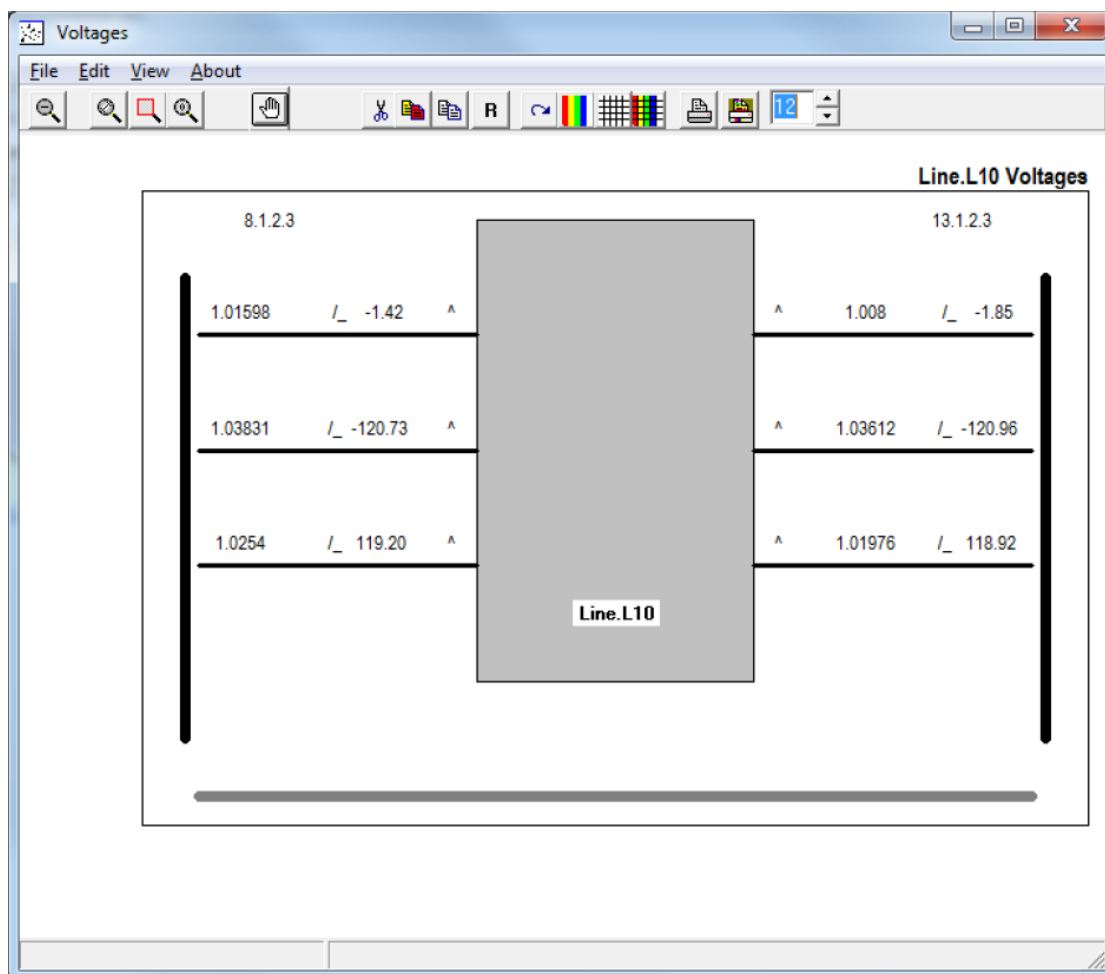 Voltages
File Edit View About
R 12
Line.L10 Voltages
8.1.2.3 13.1.2.3
1.01598 /_ -1.42 ^ ^ 1.008 /_ -1.85
1.03831 /_ -120.73 ^ ^ 1.03612 /_ -120.96
1.0254 /_ 119.20 ^ ^ 1.01976 /_ 118.92
Line.L10